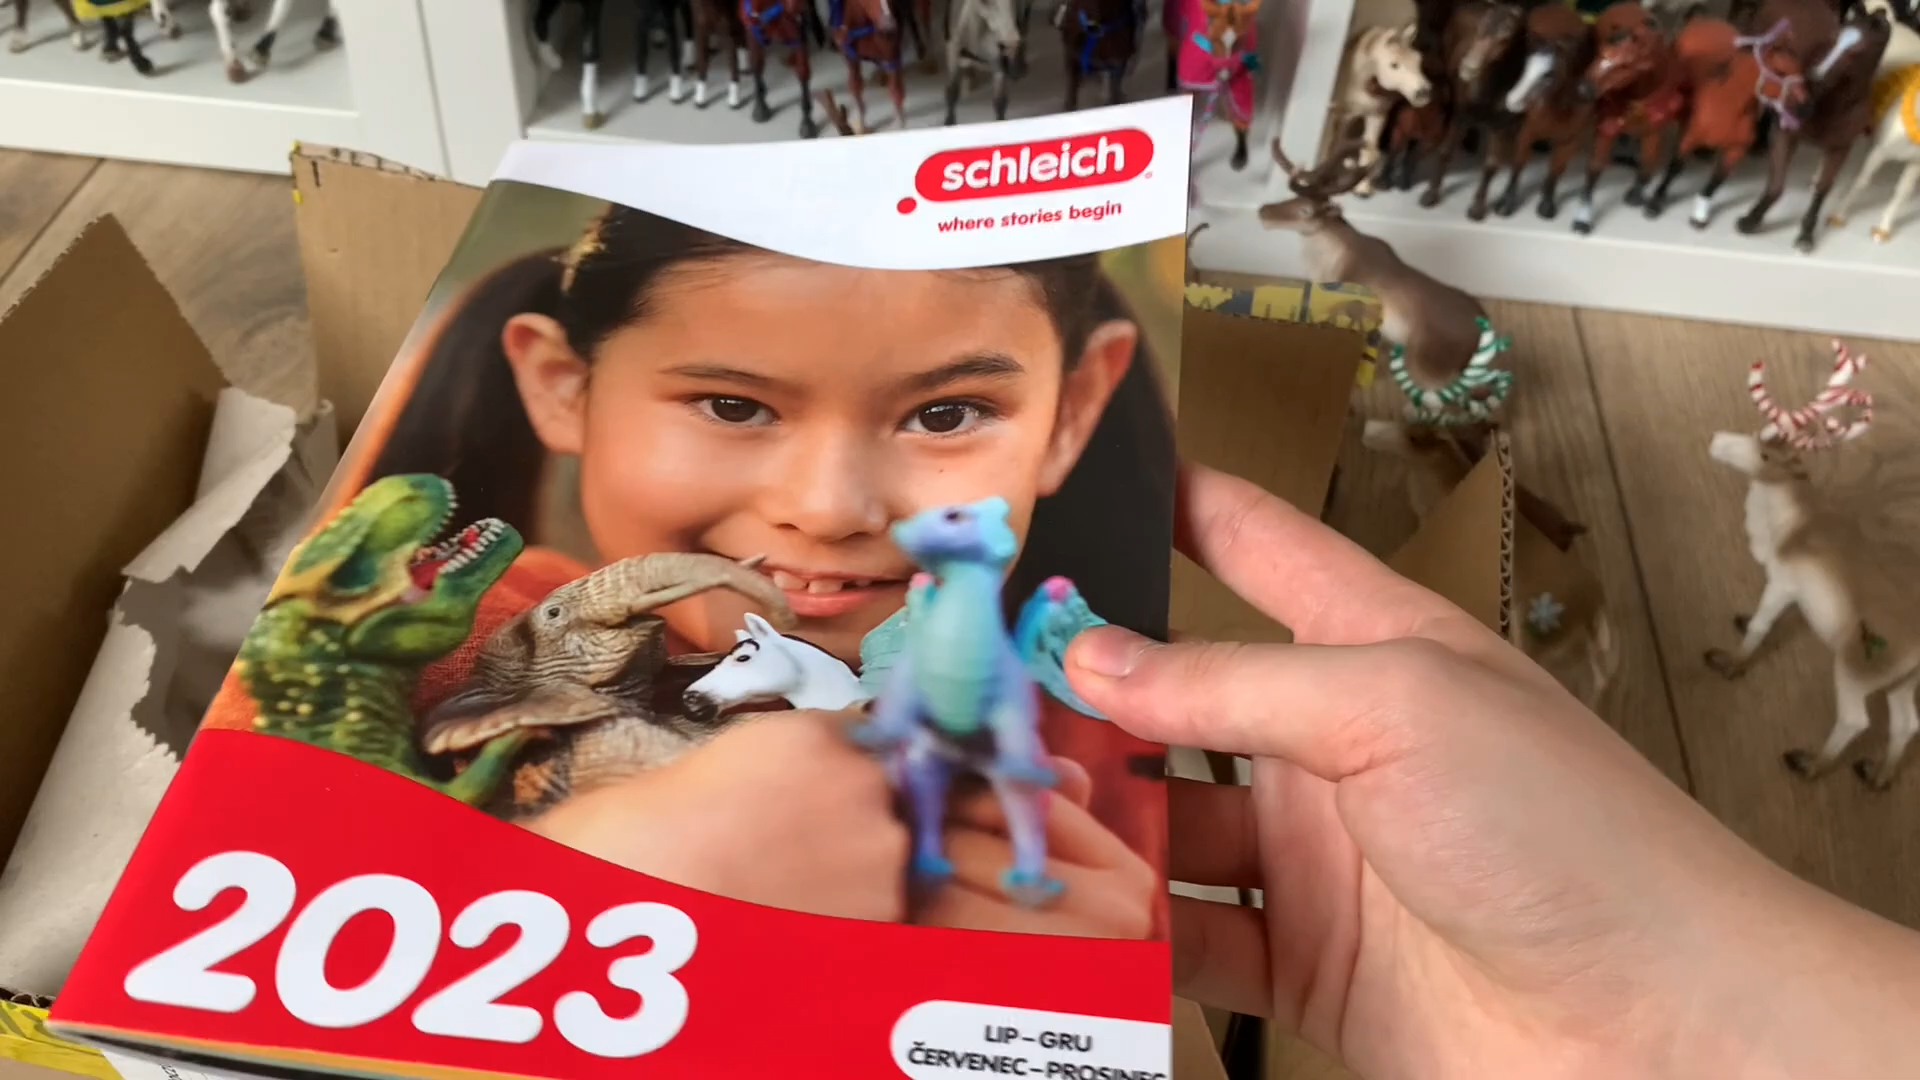 schleich
where stories begin
2023
LIP–GRU
ČERVENEC–PROSINEC